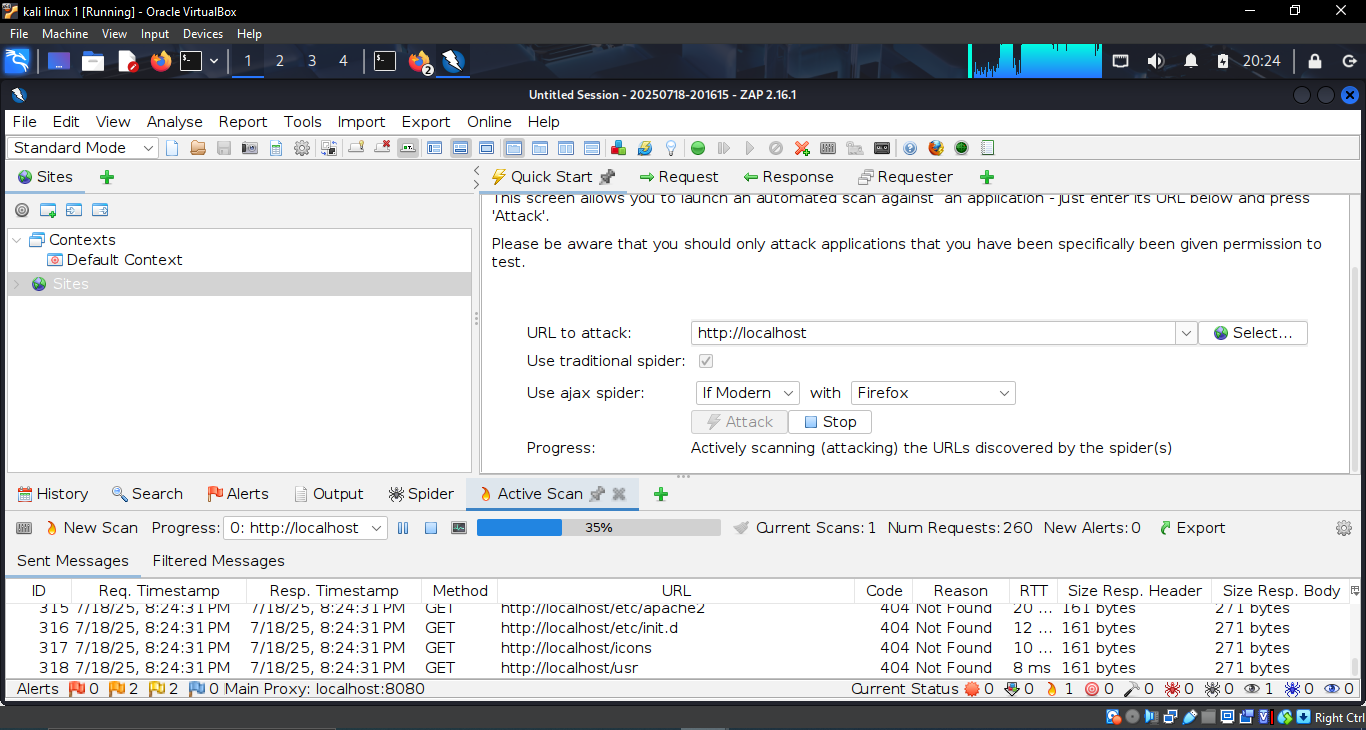 kali linux 1 [Running] - Oracle VirtualBox
File Machine View Input Devices Help
1 2 3 4 2 20:24
Untitled Session - 20250718-201615 - ZAP 2.16.1
File Edit View Analyse Report Tools Import Export Online Help
Standard Mode
Sites
Quick Start Request Response Requester
This screen allows you to launch an automated scan against an application - just enter its URL below and press
'Attack'.
Please be aware that you should only attack applications that you have been specifically been given permission to
test.
Contexts
Default Context
Sites
URL to attack: http://localhost Select...
Use traditional spider:
Use ajax spider: If Modern with Firefox
Attack Stop
Progress: Actively scanning (attacking) the URLs discovered by the spider(s)
History Search Alerts Output Spider Active Scan
New Scan Progress: 0: http://localhost 35% Current Scans: 1 Num Requests: 260 New Alerts: 0 Export
Sent Messages Filtered Messages
ID Req. Timestamp Resp. Timestamp Method URL Code Reason RTT Size Resp. Header Size Resp. Body
315 7/18/25, 8:24:31 PM 7/18/25, 8:24:31 PM GET http://localhost/etc/apache2 404 Not Found 20 ... 161 bytes 271 bytes
316 7/18/25, 8:24:31 PM 7/18/25, 8:24:31 PM GET http://localhost/etc/init.d 404 Not Found 12 ... 161 bytes 271 bytes
317 7/18/25, 8:24:31 PM 7/18/25, 8:24:31 PM GET http://localhost/icons 404 Not Found 10 ... 161 bytes 271 bytes
318 7/18/25, 8:24:31 PM 7/18/25, 8:24:31 PM GET http://localhost/usr 404 Not Found 8 ms 161 bytes 271 bytes
Alerts 0 2 2 0 Main Proxy: localhost:8080 Current Status 0 0 1 0 0 0 0 1 0 0
Right Ctrl